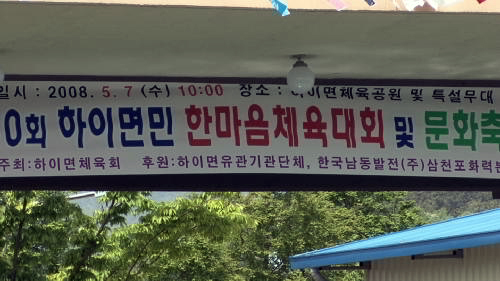 일시 : 2008. 5. 7 (수) 10:00 장소 : 하이면체육공원 및 특설무대
0회 하이면민 한마음체육대회 및 문화축
주최:하이면체육회 후원:하이면유관기관단체, 한국남동발전(주)삼천포화력본